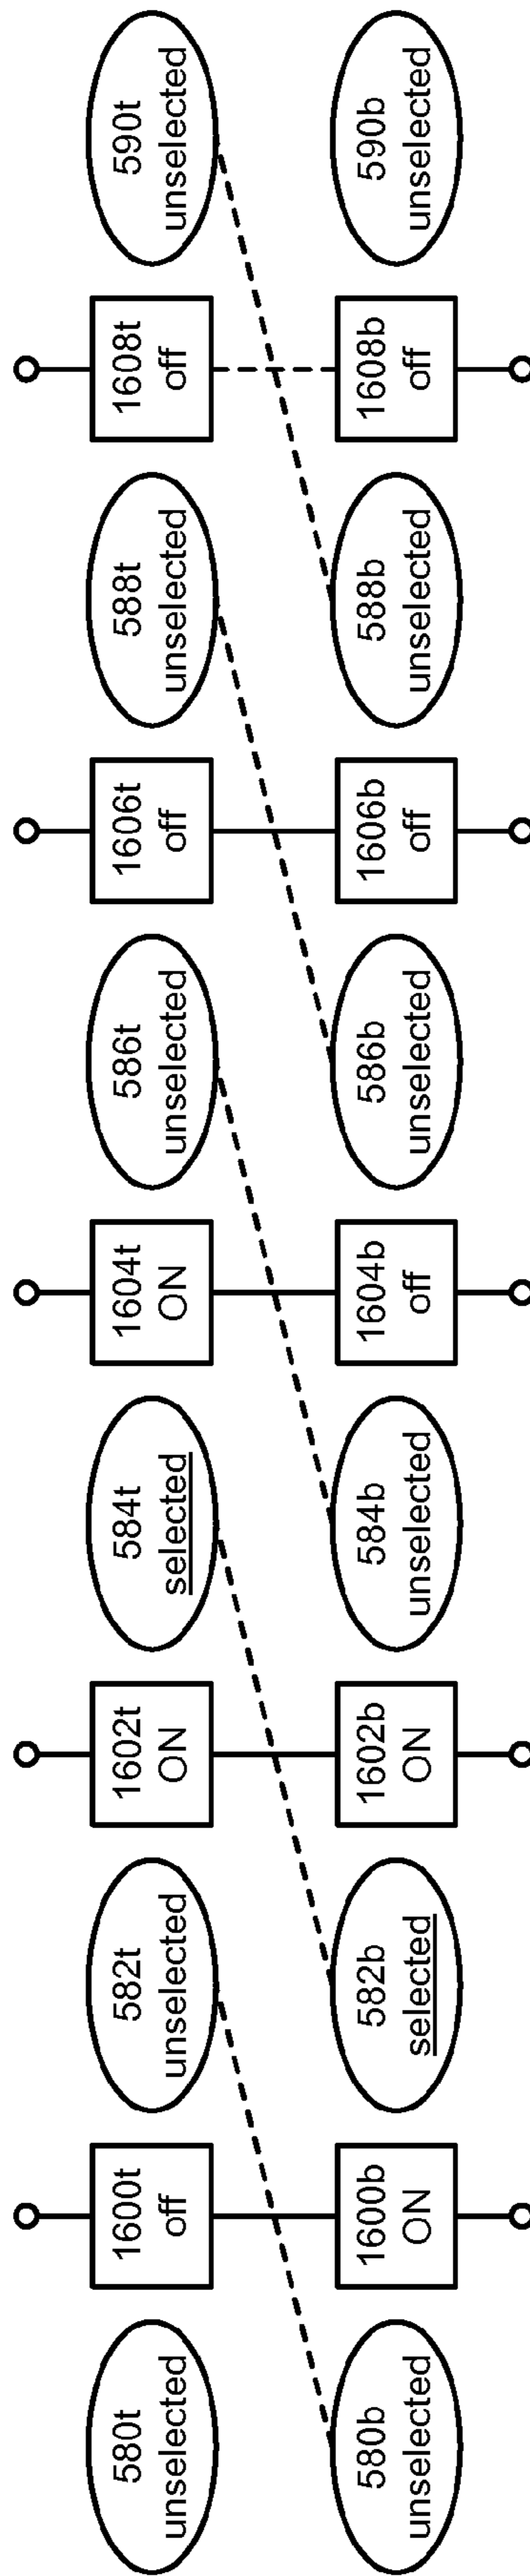 580t
unselected
1600t
off
582t
unselected
1602t
ON
584t
selected
1604t
ON
586t
unselected
1606t
off
588t
unselected
1608t
off
590t
unselected
580b
unselected
1600b
ON
582b
selected
1602b
ON
584b
unselected
1604b
off
586b
unselected
1606b
off
588b
unselected
1608b
off
590b
unselected